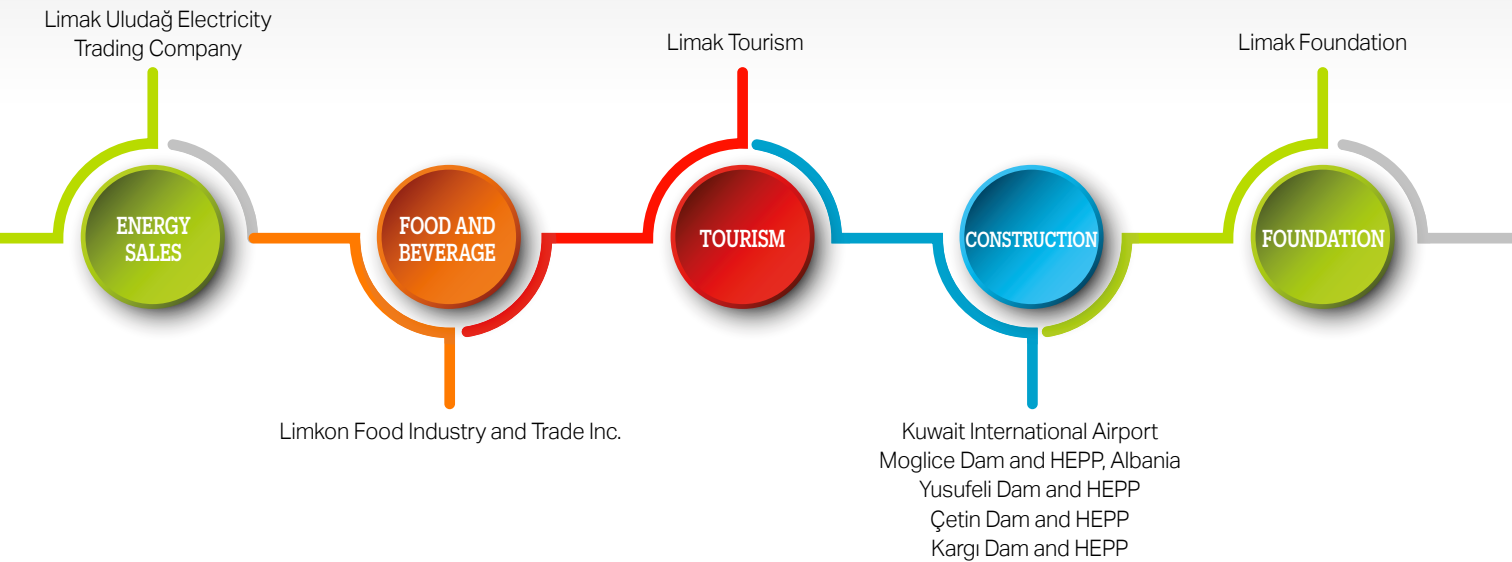 Limak Uludağ Electricity
Trading Company
ENERGY
SALES
FOOD AND
BEVERAGE
Limkon Food Industry and Trade Inc.
Limak Tourism
TOURISM
CONSTRUCTION
Kuwait International Airport
Moglice Dam and HEPP, Albania
Yusufeli Dam and HEPP
Çetin Dam and HEPP
Kargı Dam and HEPP
Limak Foundation
FOUNDATION